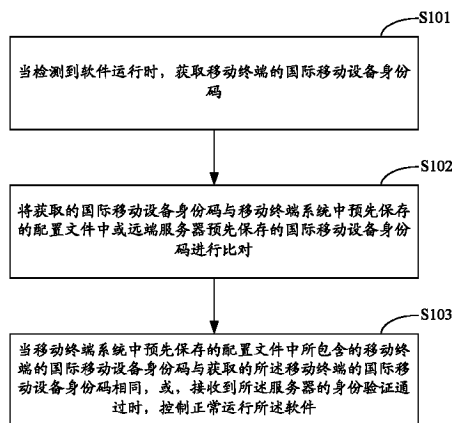 S101
当检测到软件运行时，获取移动终端的国际移动设备身份
码
S102
将获取的国际移动设备身份码与移动终端系统中预先保存
的配置文件中或远端服务器预先保存的国际移动设备身份
码进行比对
S103
当移动终端系统中预先保存的配置文件中所包含的移动终
端的国际移动设备身份码与获取的所述移动终端的国际移
动设备身份码相同，或，接收到所述服务器的身份验证通
过时，控制正常运行所述软件